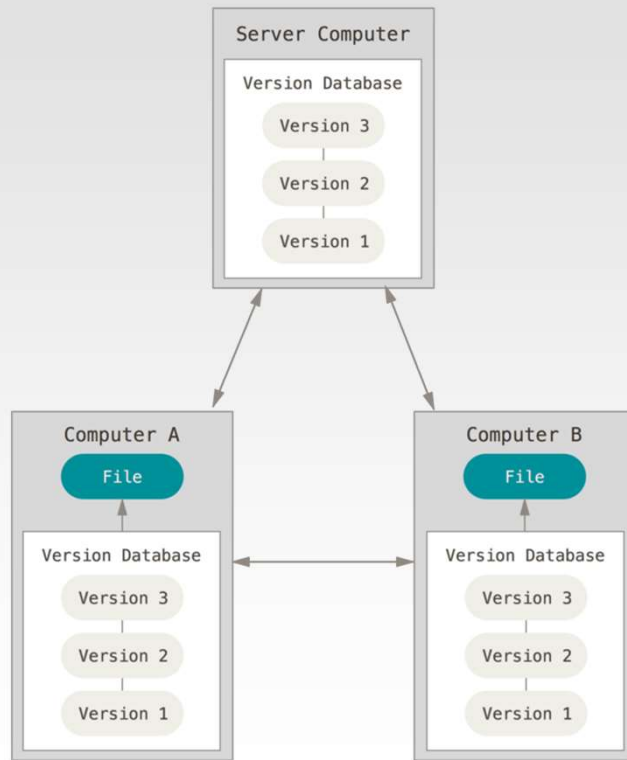 Server Computer
Version Database
Version 3
Version 2
Version 1
Computer A
File
Version Database
Version 3
Version 2
Version 1
Computer B
File
Version Database
Version 3
Version 2
Version 1